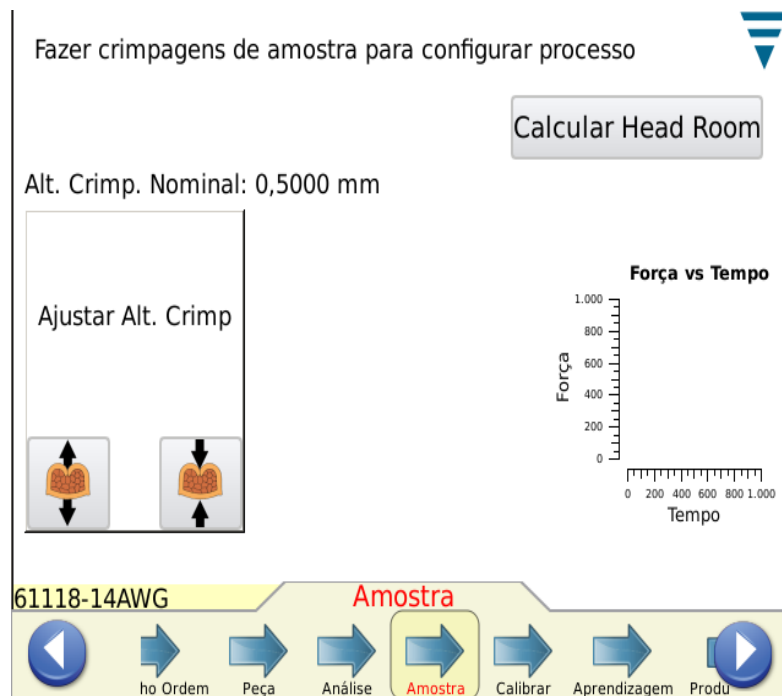 Fazer crimpagens de amostra para configurar processo
Calcular Head Room
Alt. Crimp. Nominal: 0,5000 mm
Ajustar Alt. Crimp
Força vs Tempo
1.000
800
600
400
200
0
Força
0 200 400 600 800 1.000
Tempo
61118-14AWG
Amostra
ho Ordem Peça Análise Amostra Calibrar Aprendizagem Produ